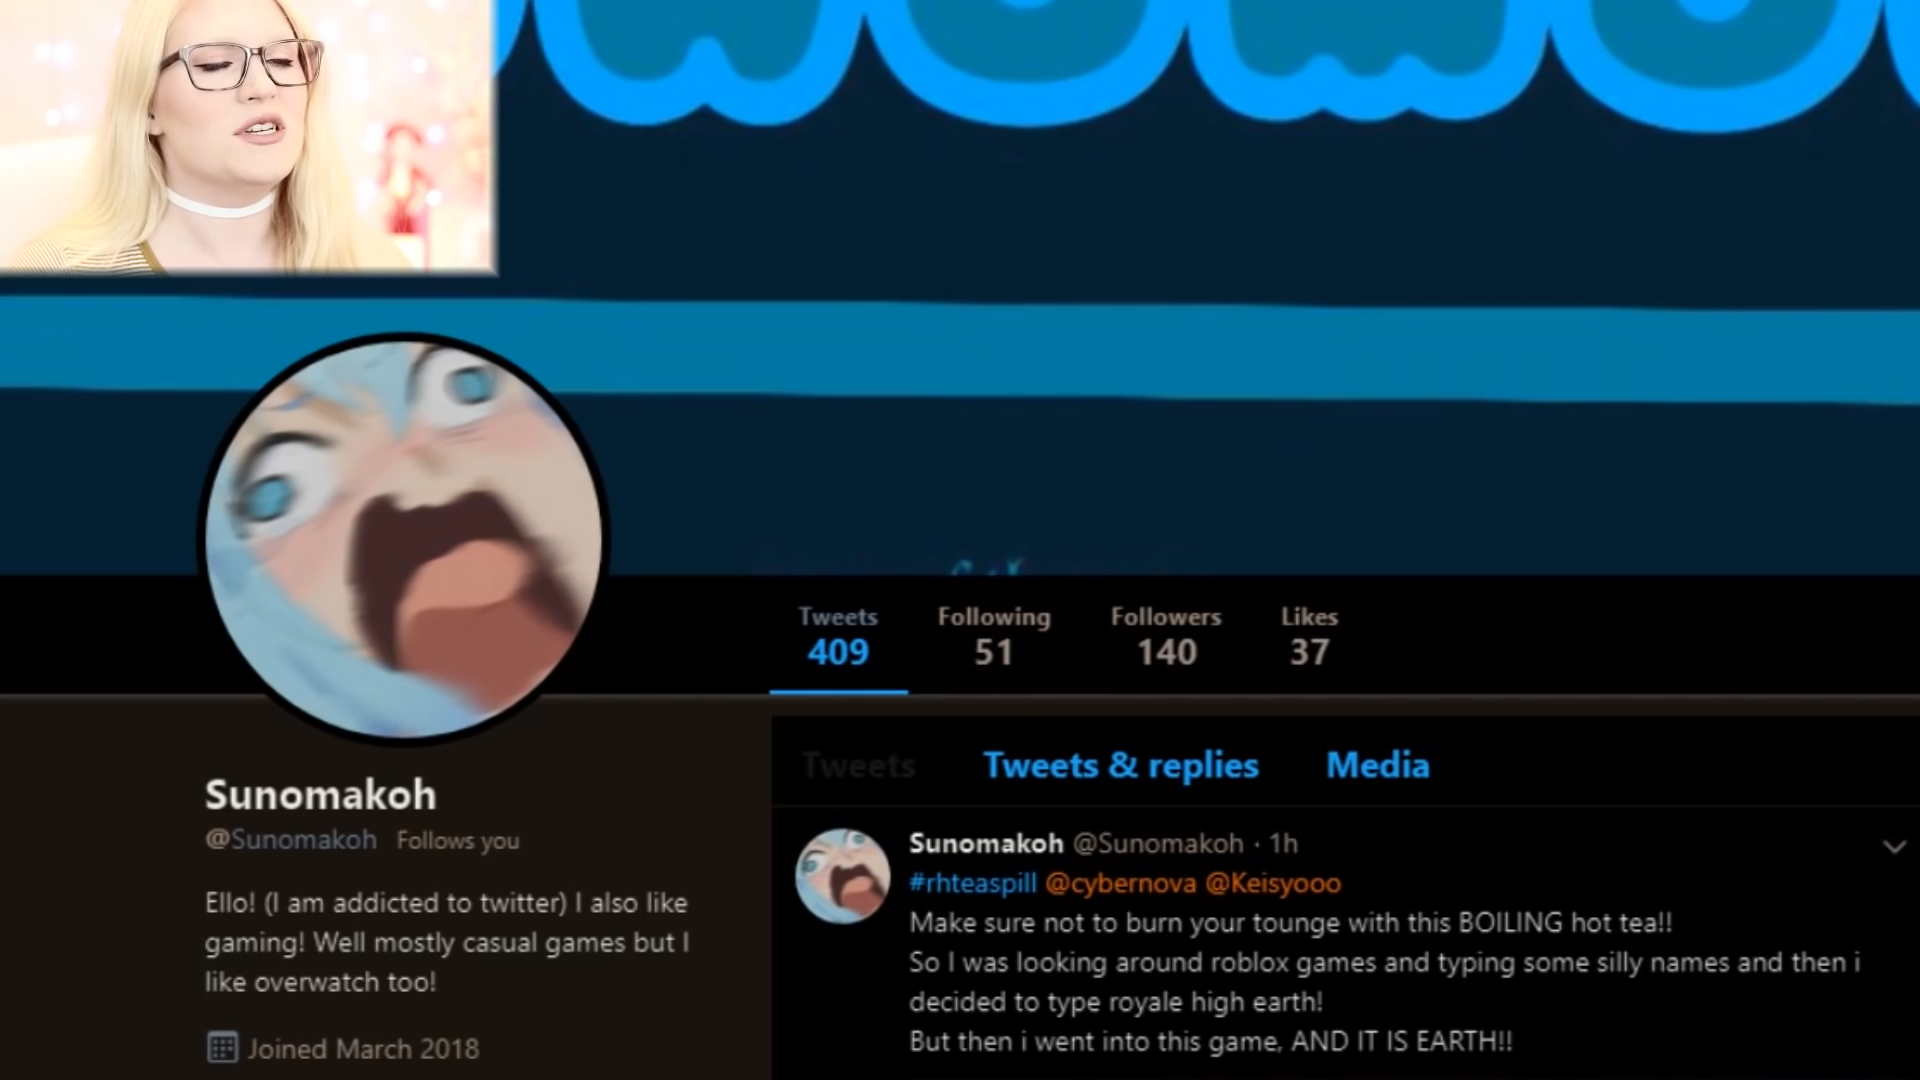 Tweets Following Followers Likes
409 51 140 37
Tweets Tweets & replies Media
Sunomakoh
@Sunomakoh Follows you
Ello! (I am addicted to twitter) I also like
gaming! Well mostly casual games but I
like overwatch too!
Joined March 2018
Sunomakoh @Sunomakoh · 1h
#rhteaspill @cybernova @Keisyooo
Make sure not to burn your tounge with this BOILING hot tea!!
So I was looking around roblox games and typing some silly names and then i
decided to type royale high earth!
But then i went into this game, AND IT IS EARTH!!